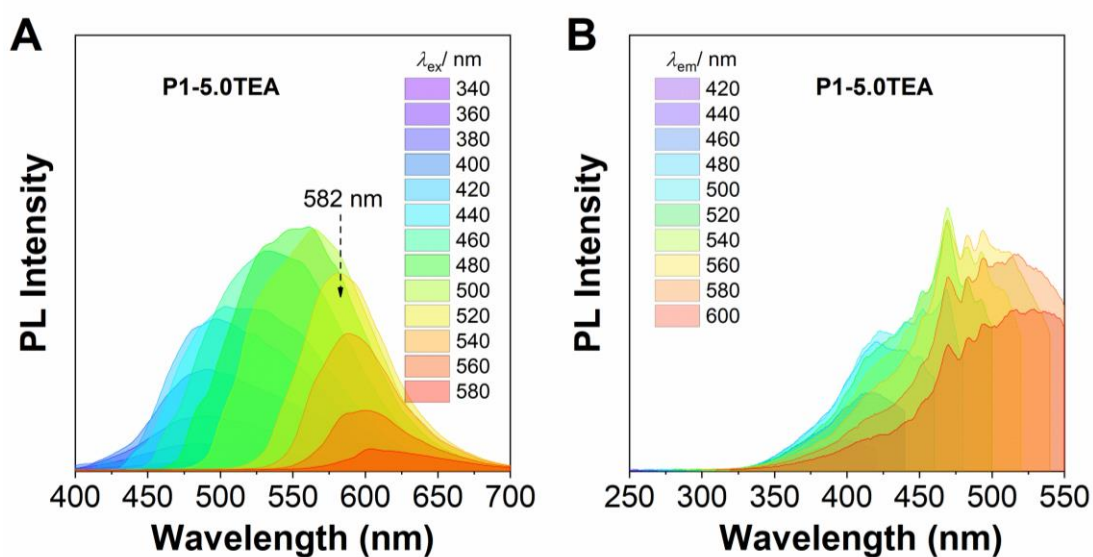 A
P1-5.0TEA
λex/ nm
340
360
380
400
420
440
460
480
500
520
540
560
580
582 nm
PL Intensity
400 450 500 550 600 650 700
Wavelength (nm)
B
λem/ nm
420
440
460
480
500
520
540
560
580
600
P1-5.0TEA
PL Intensity
250 300 350 400 450 500 550
Wavelength (nm)